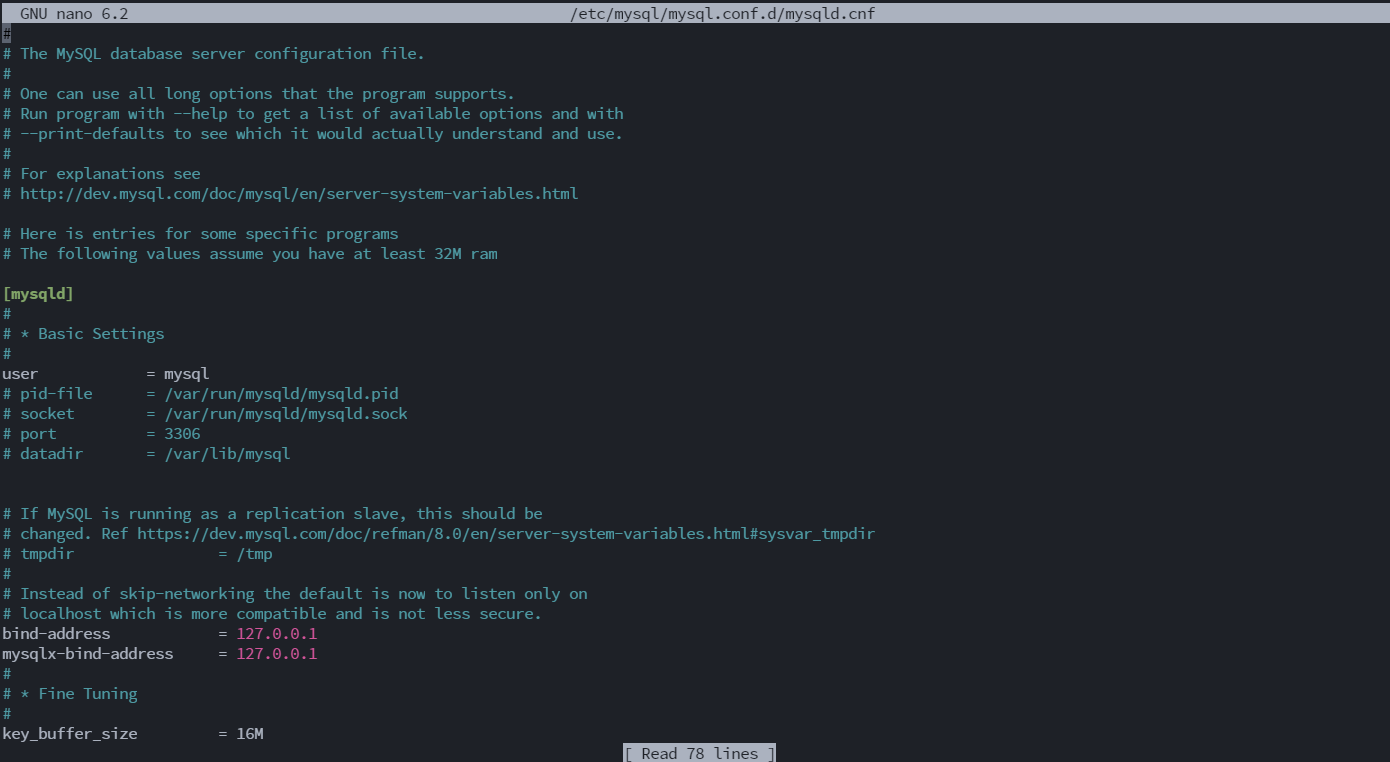 GNU nano 6.2 /etc/mysql/mysql.conf.d/mysqld.cnf
#
# The MySQL database server configuration file.
#
# One can use all long options that the program supports.
# Run program with --help to get a list of available options and with
# --print-defaults to see which it would actually understand and use.
#
# For explanations see
# http://dev.mysql.com/doc/mysql/en/server-system-variables.html
# Here is entries for some specific programs
# The following values assume you have at least 32M ram
[mysqld]
#
# * Basic Settings
#
user            = mysql
# pid-file      = /var/run/mysqld/mysqld.pid
# socket        = /var/run/mysqld/mysqld.sock
# port          = 3306
# datadir       = /var/lib/mysql
# If MySQL is running as a replication slave, this should be
# changed. Ref https://dev.mysql.com/doc/refman/8.0/en/server-system-variables.html#sysvar_tmpdir
# tmpdir                = /tmp
#
# Instead of skip-networking the default is now to listen only on
# localhost which is more compatible and is not less secure.
bind-address            = 127.0.0.1
mysqlx-bind-address     = 127.0.0.1
#
# * Fine Tuning
#
key_buffer_size         = 16M
[ Read 78 lines ]